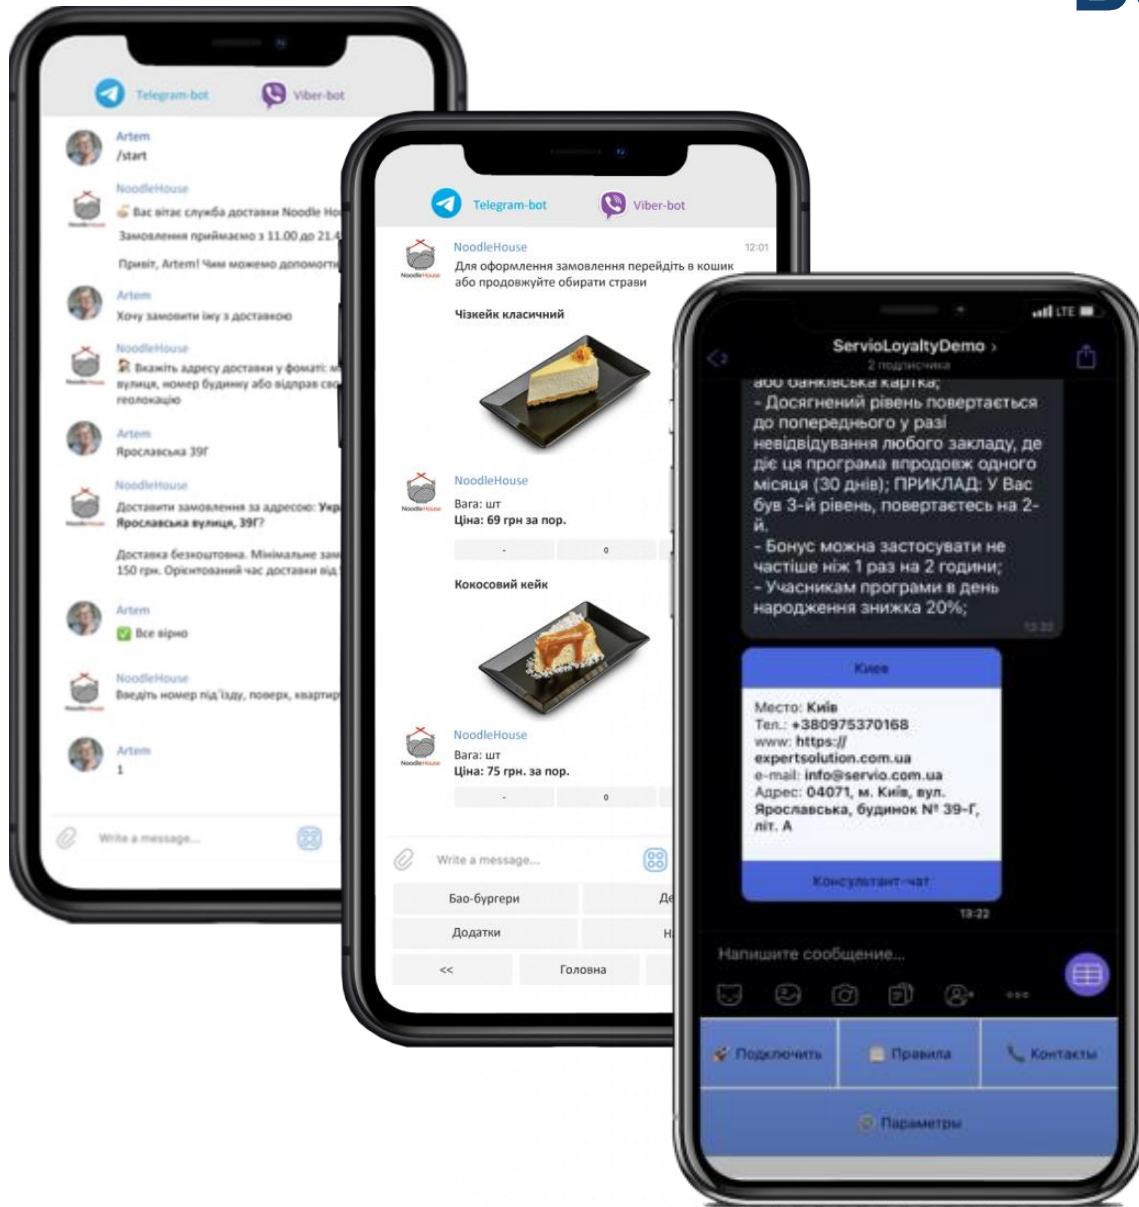 Telegram-bot
Viber-bot
Artem
/start
NoodleHouse
Вас вітає служба доставки Noodle
Замовлення приймаємо з 11.00 до
Привіт, Artem! Чим можемо
Artem
Хочу замовити їжу з доставкою
NoodleHouse
Вкажіть адресу доставки у фоматі:
вулиця, номер будинну або відправ
геолокацію
Artem
Ярославська 39Г
NoodleHouse
Доставити замовлення за адресою:
Ярославська вулиця, 39Г?
Доставка безкоштовна. Мінімальне
150 грн. Орієнтований час доставки від
Artem
Все вірно
NoodleHouse
Введіть номер під'їзду, поверх,
Artem
1
Write a message...
Telegram-bot
Viber-bot
NoodleHouse
12:01
Для оформлення замовлення перейдіть в кошик
або продовжуйте обирати страви
Чізкейк класичний
NoodleHouse
Вага: шт
Ціна: 69 грн за пор.
-
0
Кокосовий кейк
NoodleHouse
Вага: шт
Ціна: 75 грн. за пор.
-
0
Write a message...
Бао-бургери
Додатки
<<
Головна
LTE
2
ServioLoyaltyDemo >
2 подписчика
або банківська картка;
- Досягнений рівень повертається
до попереднього у разі
невідвідування любого закладу, де
діє ця програма впродовж одного
місяця (30 днів); ПРИКЛАД: У Вас
був 3-й рівень, повертаєтесь на 2-
й.
- Бонус можна застосувати не
частіше ніж 1 раз на 2 години;
- Учасникам програми в день
народження знижка 20%;
13:22
Киев
Место: Київ
Тел.: +380975370168
www: https://
expertsolution.com.ua
e-mail: info@servio.com.ua
Адрес: 04071, м. Київ, вул.
Ярославська, будинок № 39-Г,
літ. А
Консультант-чат
13:22
Напишите сообщение...
Подключить
Правила
Контакты
Параметры